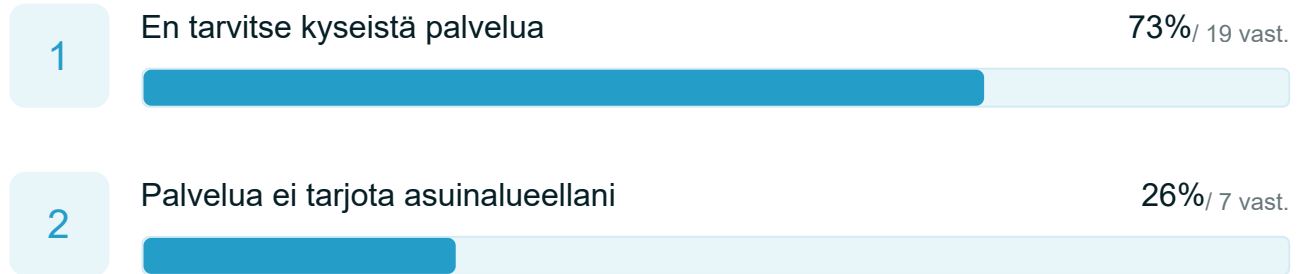 1
En tarvitse kyseistä palvelua 73% / 19 vast.
2
Palvelua ei tarjota asuinalueellani 26% / 7 vast.